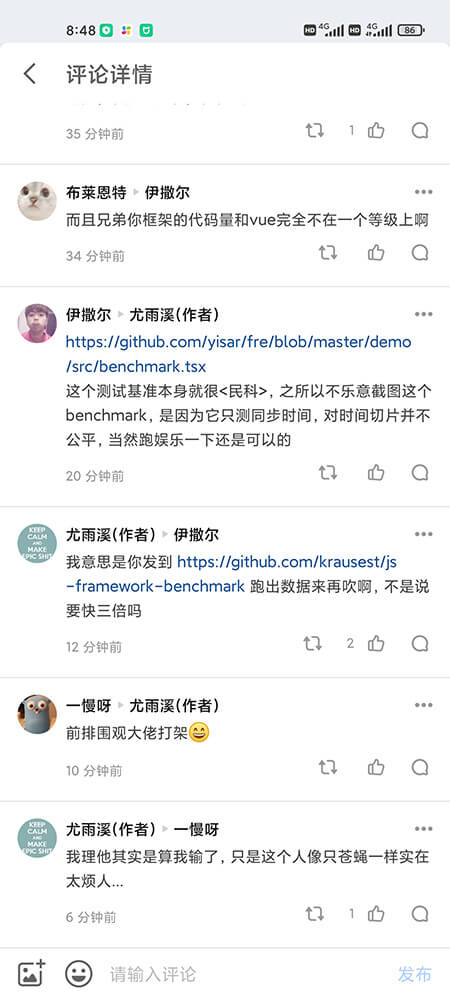 8:48
HD 4G HD 4G 86
评论详情
35 分钟前
1
布莱恩特 伊撒尔
而且兄弟你框架的代码量和vue完全不在一个等级上啊
34 分钟前
伊撒尔 尤雨溪(作者)
https://github.com/yisar/fre/blob/master/demo
/src/benchmark.tsx
这个测试基准本身就很<民科>, 之所以不乐意截图这个
benchmark, 是因为它只测同步时间, 对时间切片并不
公平, 当然跑娱乐一下还是可以的
20 分钟前
KEEP
CALM
AND
MAKE
EPIC SHIT
尤雨溪(作者) 伊撒尔
我意思是你发到 https://github.com/krausest/js
-framework-benchmark 跑出数据来再吹啊, 不是说
要快三倍吗
12 分钟前
2
一慢呀 尤雨溪(作者)
前排围观大佬打架😄
10 分钟前
KEEP
CALM
AND
MAKE
EPIC SHIT
尤雨溪(作者) 一慢呀
我理他其实是算我输了, 只是这个人像只苍蝇一样实在
太烦人...
6 分钟前
1
请输入评论
发布